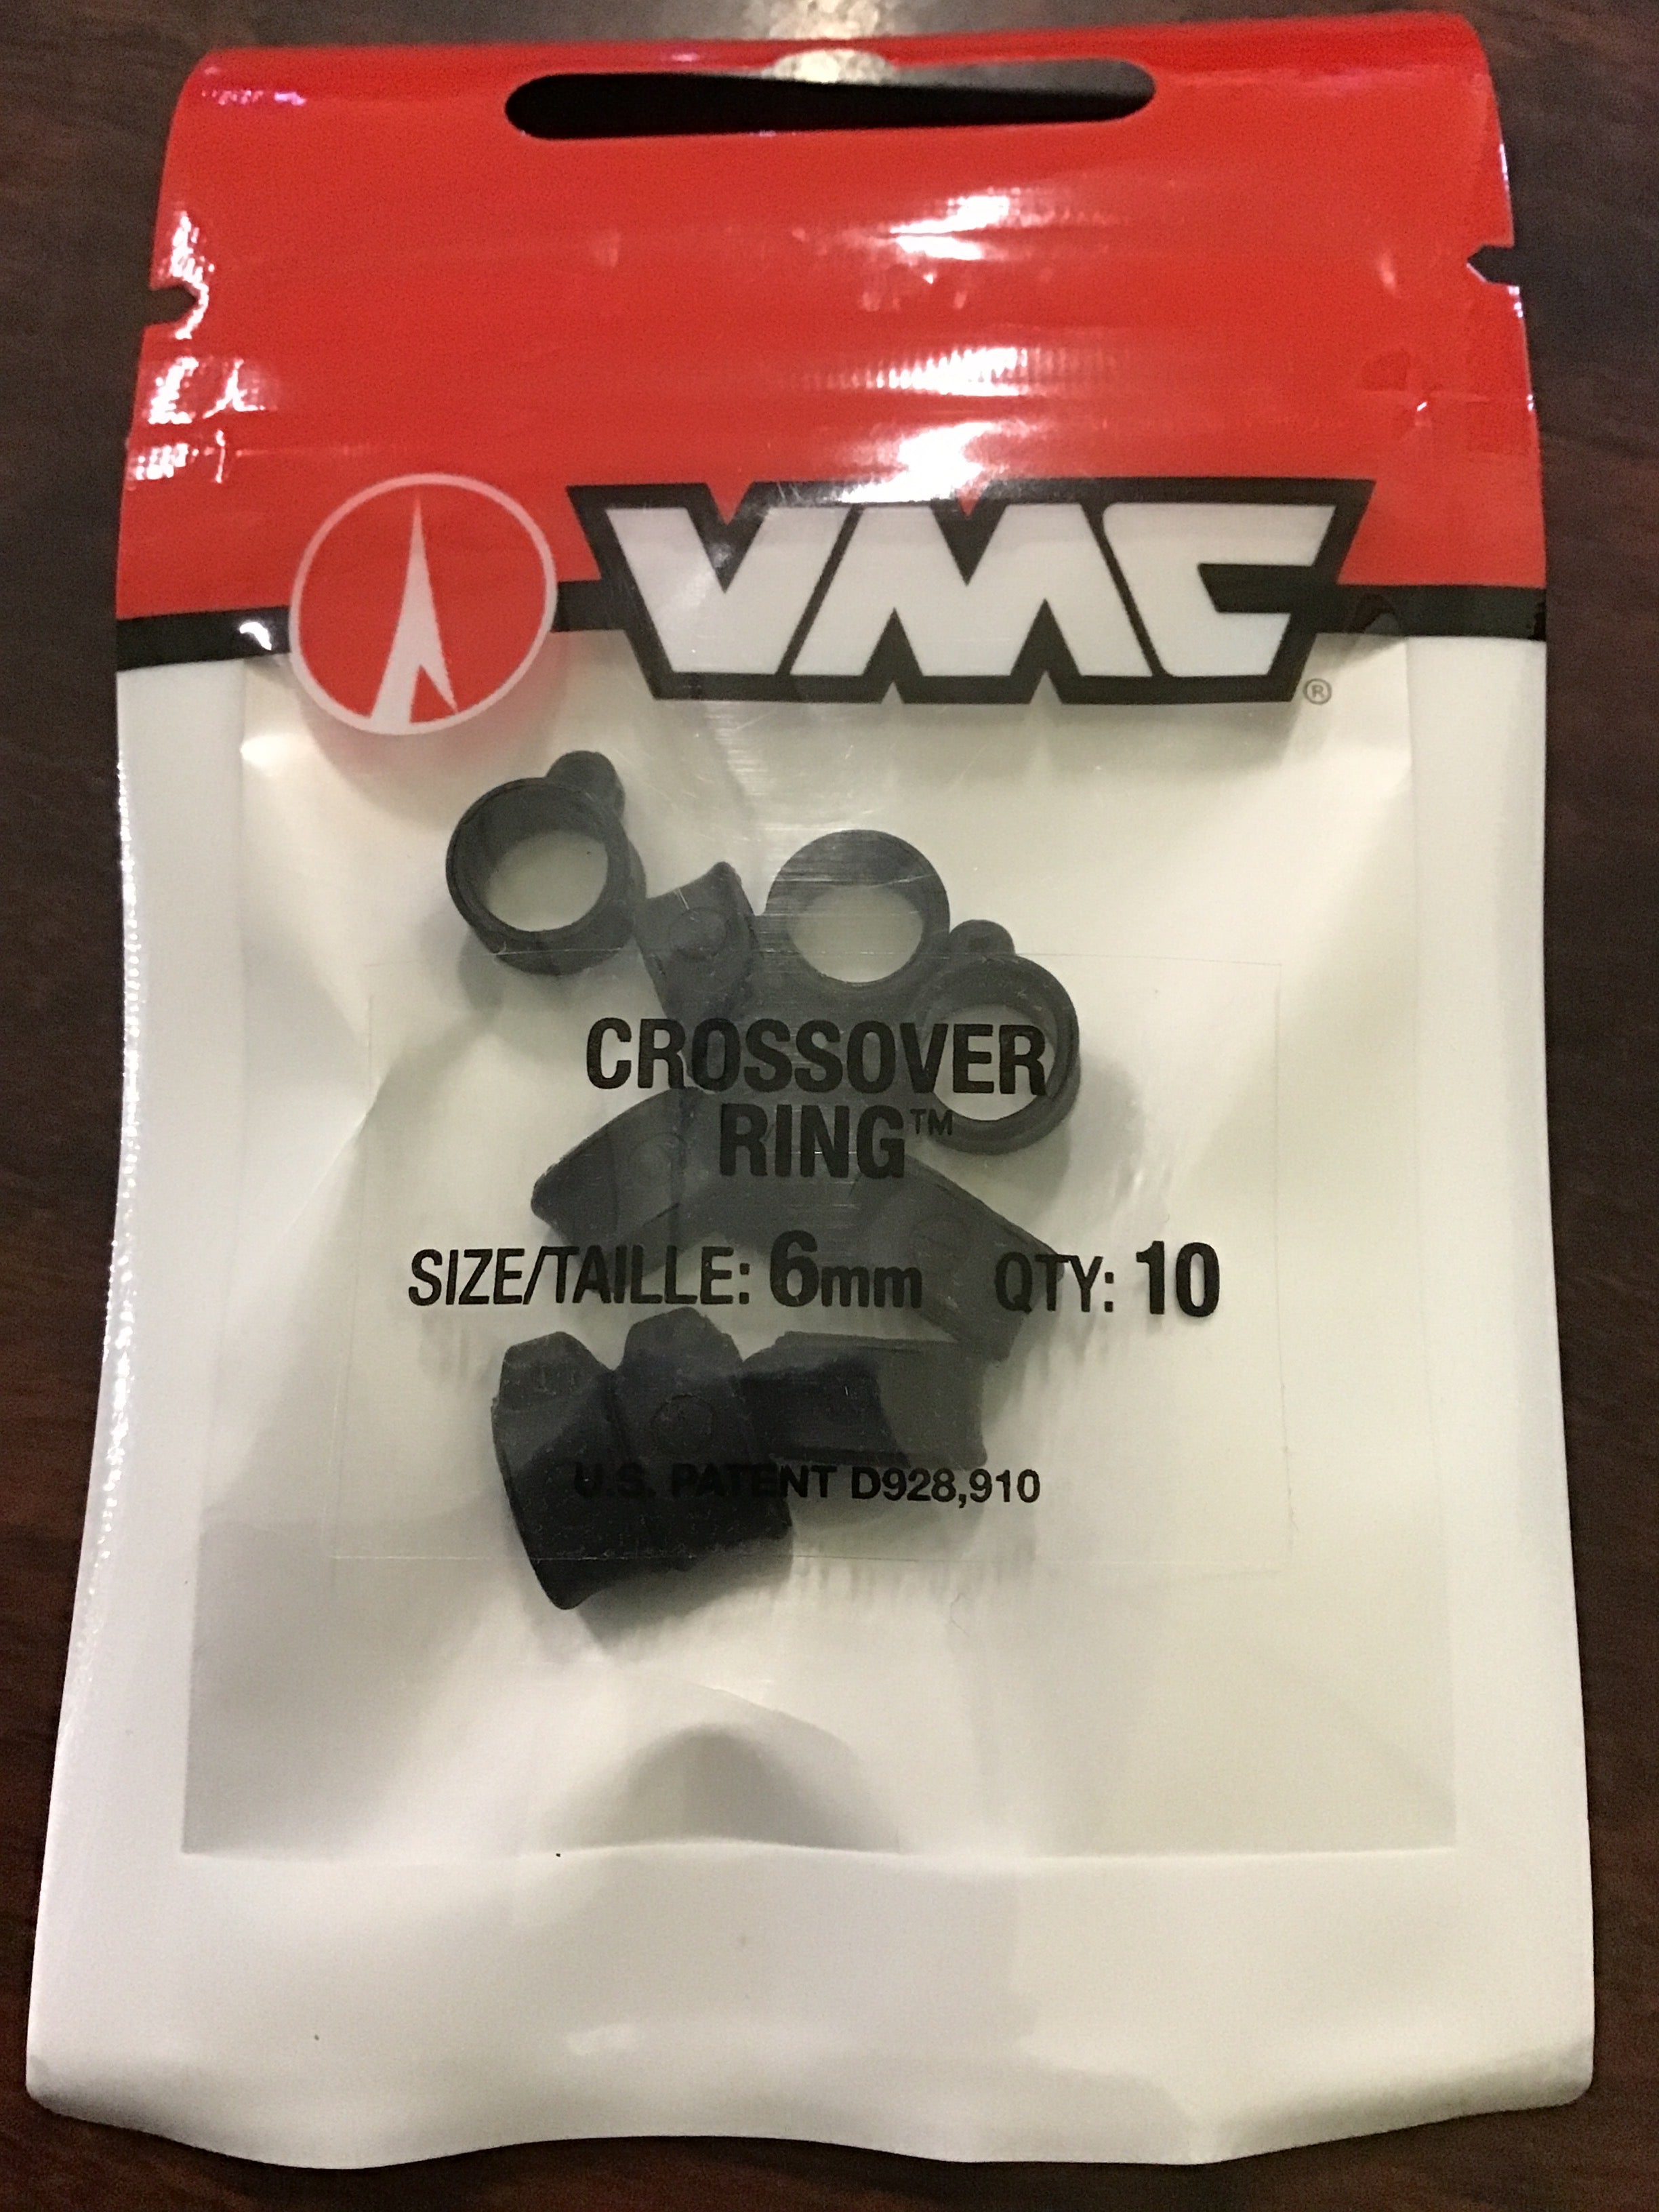 VMC®
CROSSOVER
RING™
SIZE/TAILLE: 6mm QTY: 10
U.S. PATENT D928,910